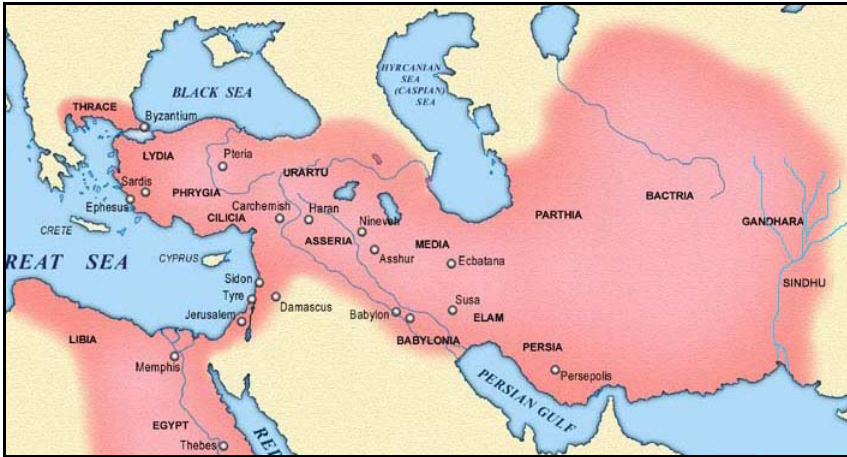 BLACK SEA
HYRCANIAN
SEA
(CASPIAN)
SEA
THRACE
Byzantium
LYDIA
Pteria
URARTU
Sardis
PHRYGIA
BACTRIA
Ephesus
CILICIA
Carchemish
Haran
PARTHIA
GANDHARA
CRETE
Nineveh
ASSERIA
MEDIA
Asshur
REAT SEA
CYPRUS
Ecbatana
Sidon
SINDHU
Tyre
Damascus
Susa
Jerusalem
Babylon
ELAM
LIBIA
BABYLONIA
PERSIA
Memphis
Persepolis
PERSIAN GULF
EGYPT
RED
Thebes